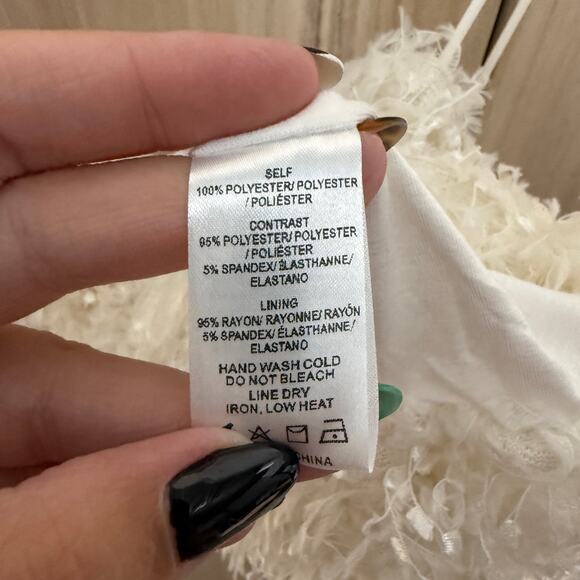 SELF
100% POLYESTER/ POLYESTER
/ POLIÉSTER
CONTRAST
95% POLYESTER/ POLYESTER
/ POLIÉSTER
5% SPANDEX/ ÉLASTHANNE/
ELASTANO
LINING
95% RAYON/ RAYONNE/ RAYÓN
5% SPANDEX/ ÉLASTHANNE/
ELASTANO
HAND WASH COLD
DO NOT BLEACH
LINE DRY
IRON, LOW HEAT
CHINA